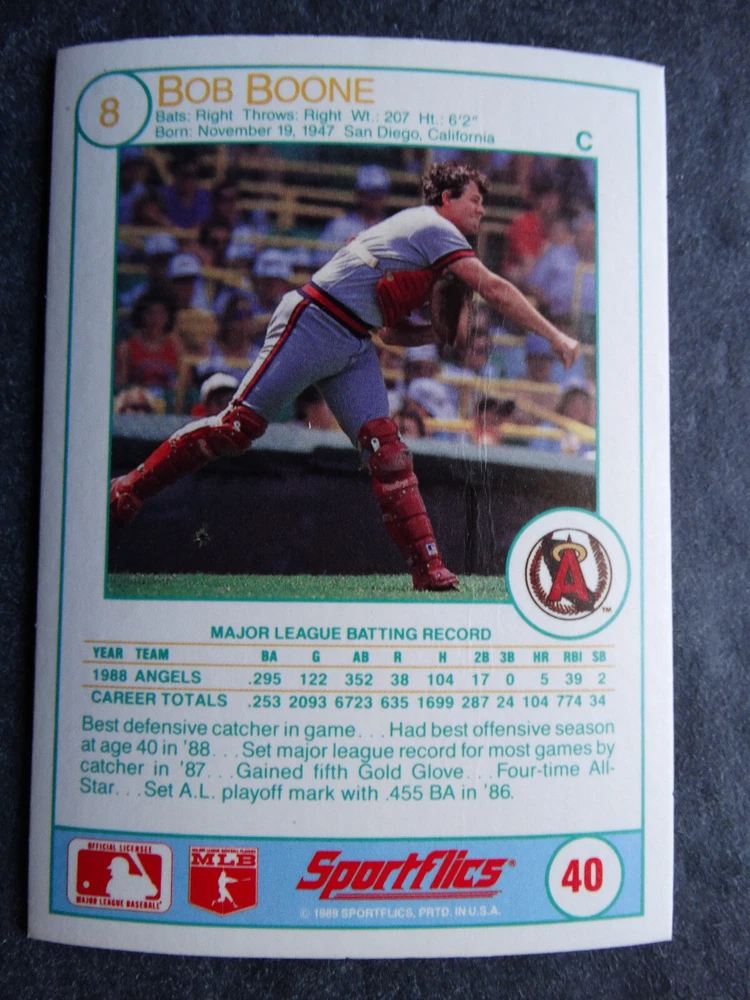 8
BOB BOONE
Bats: Right Throws: Right Wt.: 207 Ht.: 6'2"
Born: November 19, 1947 San Diego, California
C
A
TM
MAJOR LEAGUE BATTING RECORD
YEAR TEAM BA G AB R H 2B 3B HR RBI SB
1988 ANGELS .295 122 352 38 104 17 0 5 39 2
CAREER TOTALS .253 2093 6723 635 1699 287 24 104 774 34
Best defensive catcher in game...Had best offensive season
at age 40 in '88...Set major league record for most games by
catcher in '87...Gained fifth Gold Glove...Four-time All-
Star...Set A.L. playoff mark with .455 BA in '86.
OFFICIAL LICENSEE
MAJOR LEAGUE BASEBALL
MAJOR LEAGUE BASEBALL PLAYERS
MLB
Sportflics®
© 1989 SPORTFLICS, PRTD. IN U.S.A.
40